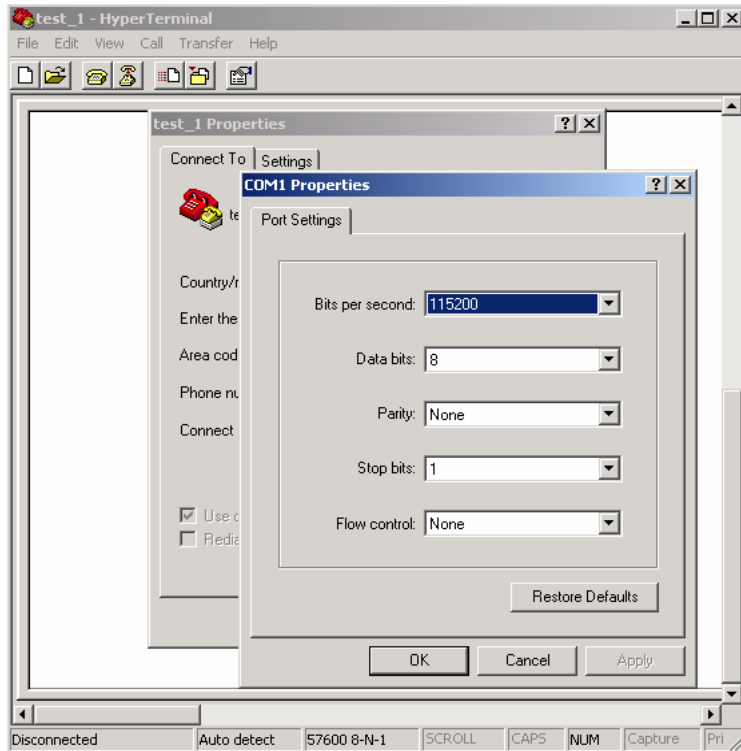 test_1 - HyperTerminal
File Edit View Call Transfer Help
test_1 Properties
Connect To Settings
COM1 Properties
te
Port Settings
Country/r
Enter the
Area cod
Phone nu
Connect
Use c
Redia
Bits per second: 115200
Data bits: 8
Parity: None
Stop bits: 1
Flow control: None
Restore Defaults
OK Cancel Apply
Disconnected Auto detect 57600 8-N-1 SCROLL CAPS NUM Capture Pri